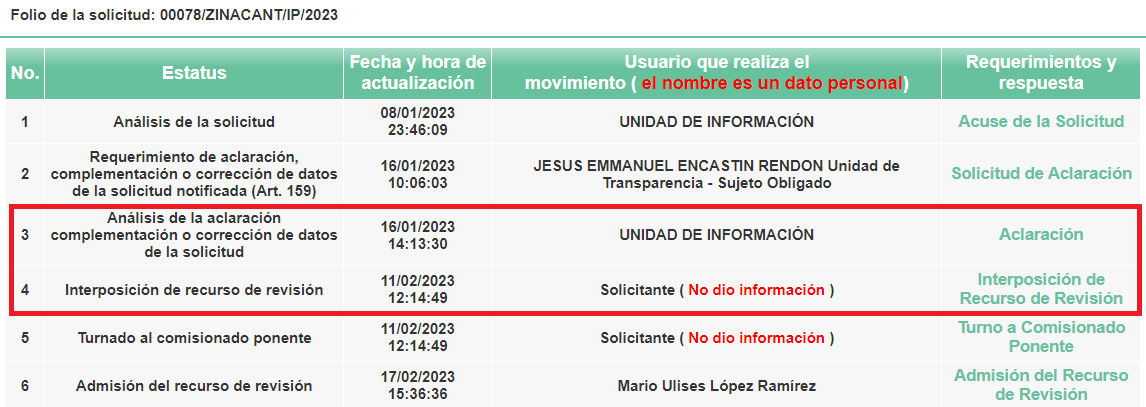 Folio de la solicitud: 00078/ZINACANT/IP/2023
No. Estatus Fecha y hora de actualización Usuario que realiza el movimiento ( el nombre es un dato personal) Requerimientos y respuesta
1 Análisis de la solicitud 08/01/2023 23:46:09 UNIDAD DE INFORMACIÓN Acuse de la Solicitud
2 Requerimiento de aclaración, complementación o corrección de datos de la solicitud notificada (Art. 159) 16/01/2023 10:06:03 JESUS EMMANUEL ENCASTIN RENDON Unidad de Transparencia - Sujeto Obligado Solicitud de Aclaración
3 Análisis de la aclaración complementación o corrección de datos de la solicitud 16/01/2023 14:13:30 UNIDAD DE INFORMACIÓN Aclaración
4 Interposición de recurso de revisión 11/02/2023 12:14:49 Solicitante ( No dio información ) Interposición de Recurso de Revisión
5 Turnado al comisionado ponente 11/02/2023 12:14:49 Solicitante ( No dio información ) Turno a Comisionado Ponente
6 Admisión del recurso de revisión 17/02/2023 15:36:36 Mario Ulises López Ramírez Admisión del Recurso de Revisión